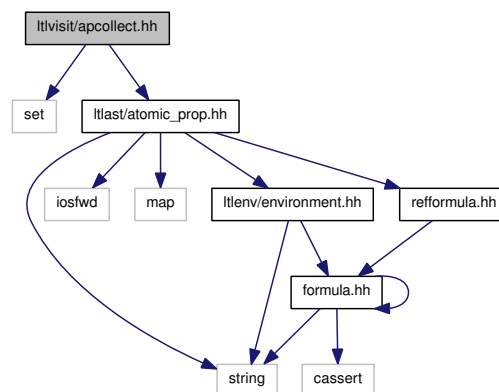 ltlvisit/apcollect.hh
set
ltlast/atomic_prop.hh
iosfwd
map
ltlenv/environment.hh
refformula.hh
formula.hh
string
cassert